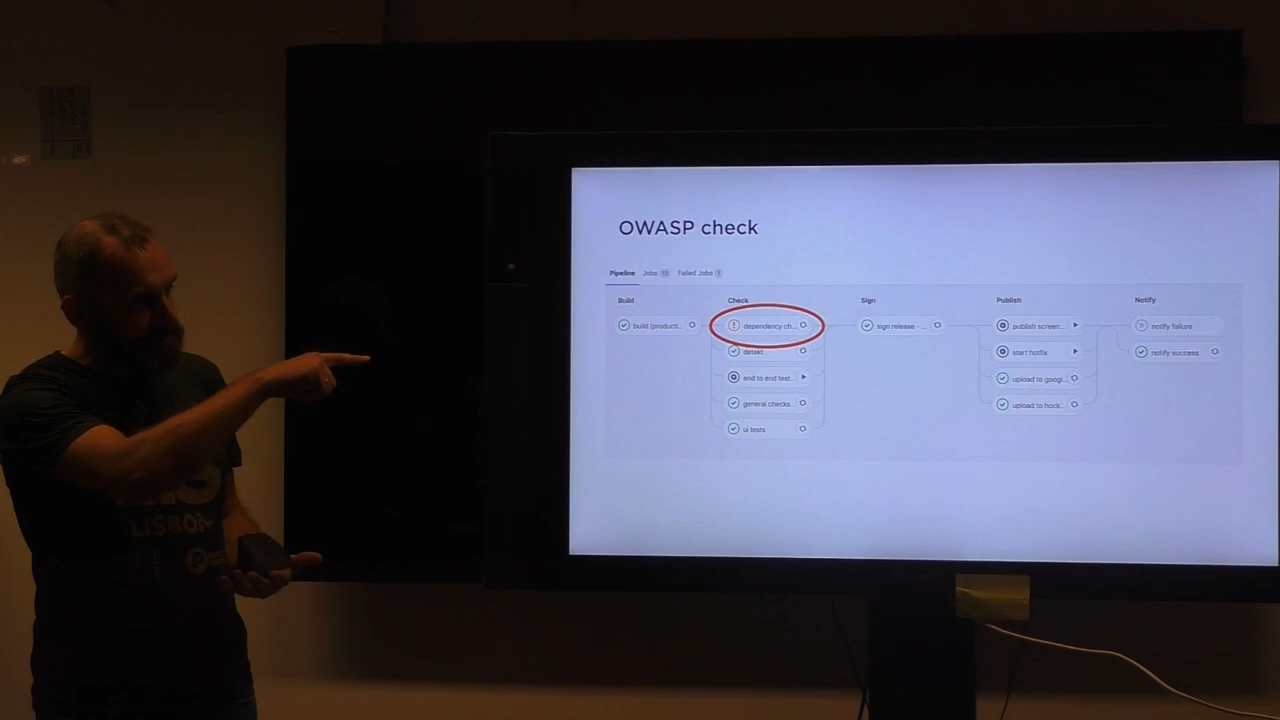 OWASP check
Pipeline Jobs 13 Failed Jobs 1
Build Check Sign Publish Notify
build (producti... dependency ch... sign release - ... publish screen... notify failure
detekt start hotfix notify success
end to end test... upload to googl...
general checks... upload to hock...
ui tests
LISBON